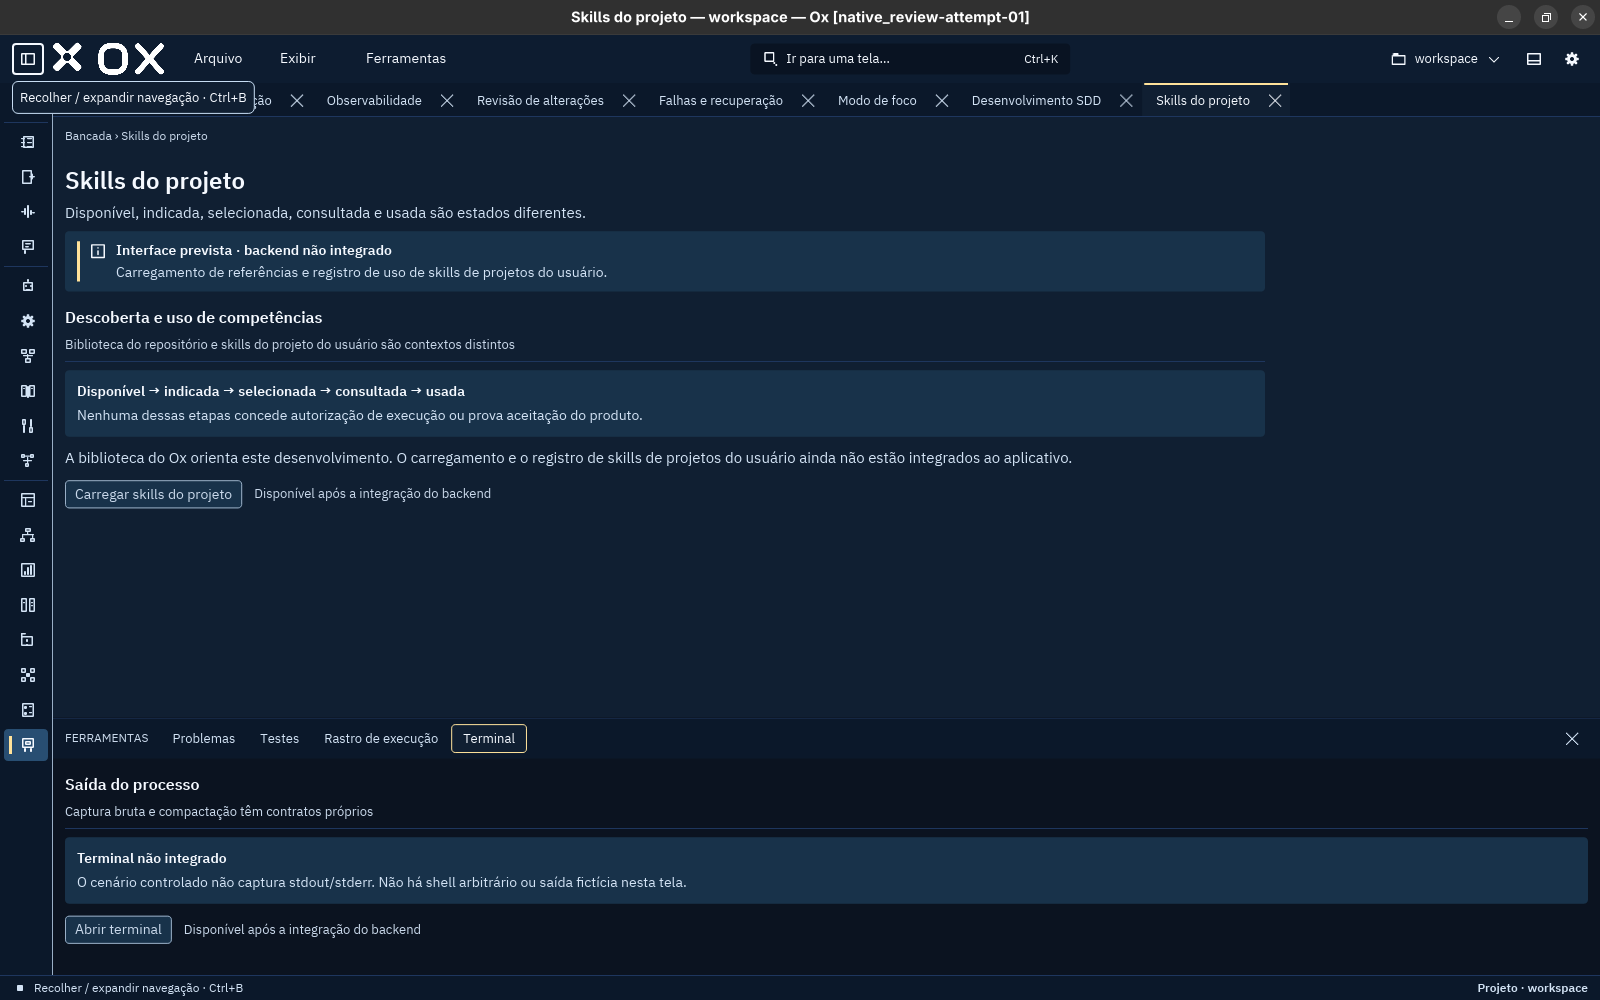 Skills do projeto — workspace — Ox [native_review-attempt-01]
OX
Arquivo
Exibir
Ferramentas
Ir para uma tela...
Ctrl+K
workspace
Recolher / expandir navegação · Ctrl+B
ção
Observabilidade
Revisão de alterações
Falhas e recuperação
Modo de foco
Desenvolvimento SDD
Skills do projeto
Bancada › Skills do projeto
Skills do projeto
Disponível, indicada, selecionada, consultada e usada são estados diferentes.
Interface prevista · backend não integrado
Carregamento de referências e registro de uso de skills de projetos do usuário.
Descoberta e uso de competências
Biblioteca do repositório e skills do projeto do usuário são contextos distintos
Disponível → indicada → selecionada → consultada → usada
Nenhuma dessas etapas concede autorização de execução ou prova aceitação do produto.
A biblioteca do Ox orienta este desenvolvimento. O carregamento e o registro de skills de projetos do usuário ainda não estão integrados ao aplicativo.
Carregar skills do projeto
Disponível após a integração do backend
FERRAMENTAS
Problemas
Testes
Rastro de execução
Terminal
Saída do processo
Captura bruta e compactação têm contratos próprios
Terminal não integrado
O cenário controlado não captura stdout/stderr. Não há shell arbitrário ou saída fictícia nesta tela.
Abrir terminal
Disponível após a integração do backend
Recolher / expandir navegação · Ctrl+B
Projeto · workspace